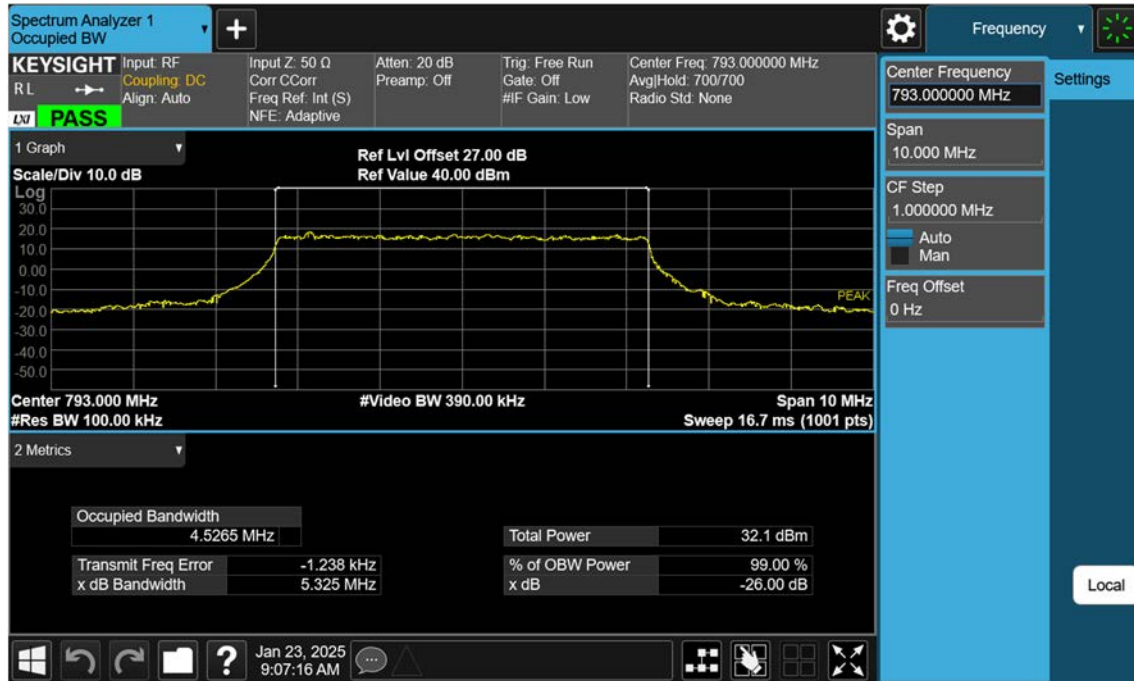 Spectrum Analyzer 1
Occupied BW
Frequency
KEYSIGHT
RL
LXI PASS
Input: RF
Coupling: DC
Align: Auto
Input Z: 50 Ω
Corr CCorr
Freq Ref: Int (S)
NFE: Adaptive
Atten: 20 dB
Preamp: Off
Trig: Free Run
Gate: Off
#IF Gain: Low
Center Freq: 793.000000 MHz
Avg|Hold: 700/700
Radio Std: None
Center Frequency
793.000000 MHz
Settings
Span
10.000 MHz
CF Step
1.000000 MHz
Auto
Man
Freq Offset
0 Hz
Local
1 Graph
Ref Lvl Offset 27.00 dB
Scale/Div 10.0 dB
Ref Value 40.00 dBm
Log
30.0
20.0
10.0
0.00
-10.0
-20.0
-30.0
-40.0
-50.0
PEAK
Center 793.000 MHz
#Video BW 390.00 kHz
Span 10 MHz
#Res BW 100.00 kHz
Sweep 16.7 ms (1001 pts)
2 Metrics
Occupied Bandwidth
4.5265 MHz
Total Power 32.1 dBm
Transmit Freq Error -1.238 kHz
% of OBW Power 99.00 %
x dB Bandwidth 5.325 MHz
x dB -26.00 dB
?
Jan 23, 2025
9:07:16 AM